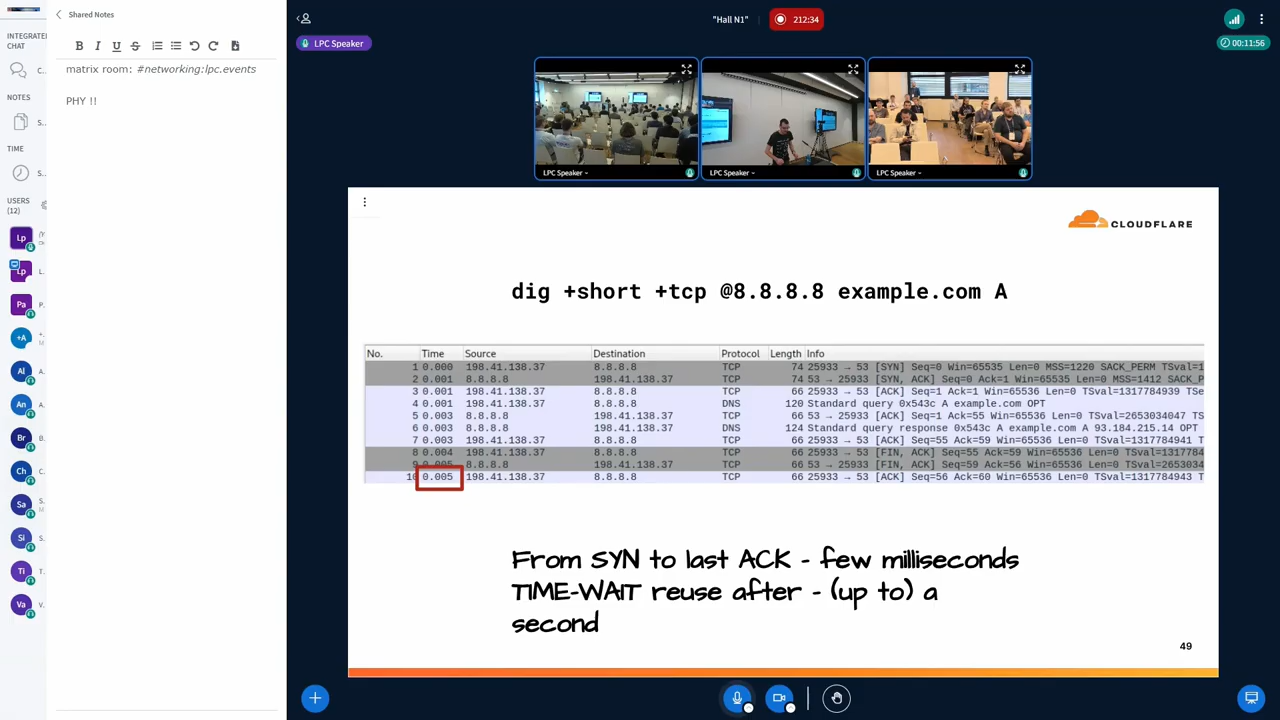 Shared Notes
matrix room: #networking:lpc.events
PHY !!
INTEGRATE
CHAT
C...
NOTES
S...
TIME
S...
USERS
(12)
Lp
Lp
L...
Pa
P...
+A
Al
A..
An
A..
Br
B..
Ch
C..
Sa
S..
Si
Ti
T..
Va
V..
"Hall N1"
212:34
LPC Speaker
00:11:56
LPC Speaker
LPC Speaker
LPC Speaker
CLOUDFLARE
dig +short +tcp @8.8.8.8 example.com A
No. Time Source Destination Protocol Length Info
1 0.000 198.41.138.37 8.8.8.8 TCP 74 25933 → 53 [SYN] Seq=0 Win=65535 Len=0 MSS=1220 SACK_PERM TSval=1
2 0.001 8.8.8.8 198.41.138.37 TCP 74 53 → 25933 [SYN, ACK] Seq=0 Ack=1 Win=65535 Len=0 MSS=1412 SACK_P
3 0.001 198.41.138.37 8.8.8.8 TCP 66 25933 → 53 [ACK] Seq=1 Ack=1 Win=65536 Len=0 TSval=1317784939 TSe
4 0.001 198.41.138.37 8.8.8.8 DNS 120 Standard query 0x543c A example.com OPT
5 0.003 8.8.8.8 198.41.138.37 TCP 66 53 → 25933 [ACK] Seq=1 Ack=55 Win=65536 Len=0 TSval=2653034047 TS
6 0.003 8.8.8.8 198.41.138.37 DNS 124 Standard query response 0x543c A example.com A 93.184.215.14 OPT
7 0.003 198.41.138.37 8.8.8.8 TCP 66 25933 → 53 [ACK] Seq=55 Ack=59 Win=65536 Len=0 TSval=1317784941 T
8 0.004 198.41.138.37 8.8.8.8 TCP 66 25933 → 53 [FIN, ACK] Seq=55 Ack=59 Win=65536 Len=0 TSval=1317784
9 0.005 8.8.8.8 198.41.138.37 TCP 66 53 → 25933 [FIN, ACK] Seq=59 Ack=56 Win=65536 Len=0 TSval=2653034
10 0.005 198.41.138.37 8.8.8.8 TCP 66 25933 → 53 [ACK] Seq=56 Ack=60 Win=65536 Len=0 TSval=1317784943 T
From SYN to last ACK - few milliseconds
TIME-WAIT reuse after - (up to) a
second
49